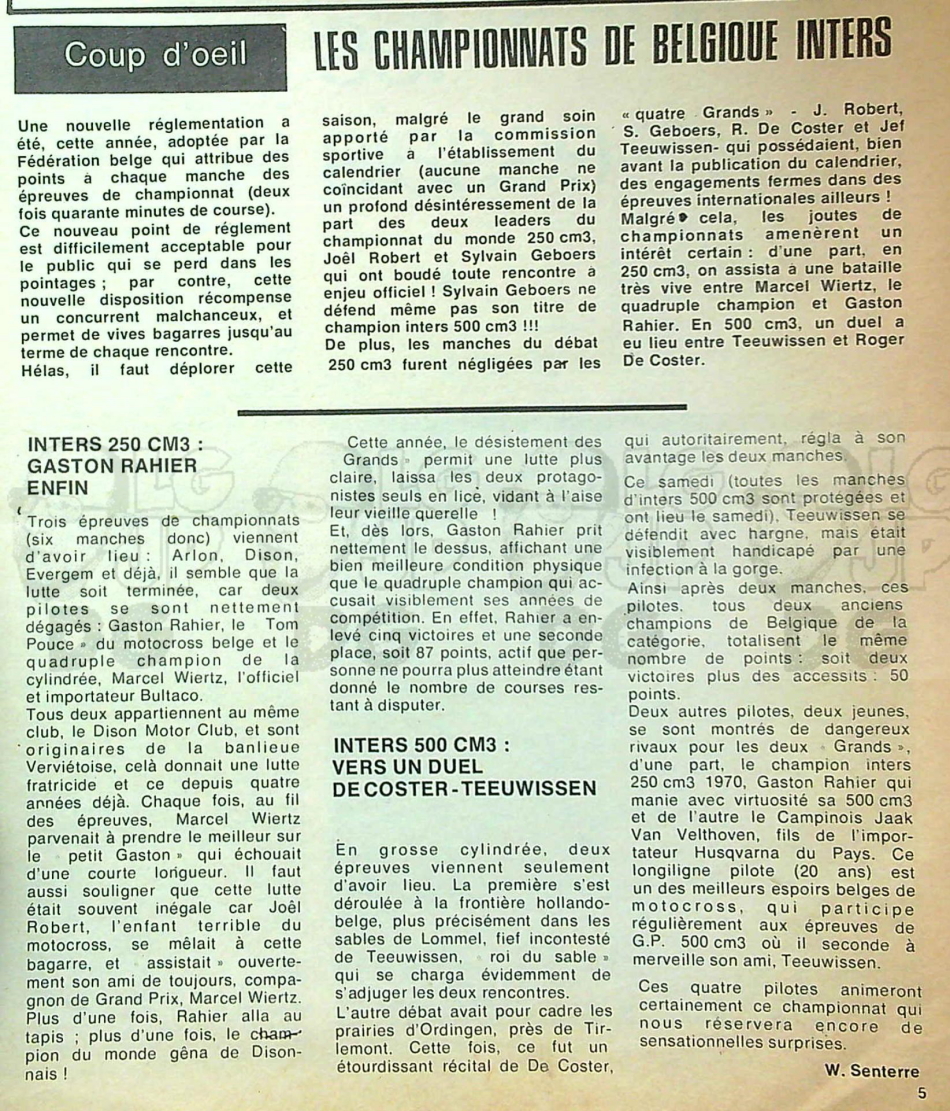 Coup d'oeil
LES CHAMPIONNATS DE BELGIQUE INTERS
Une nouvelle réglementation a
été, cette année, adoptée par la
Fédération belge qui attribue des
points à chaque manche des
épreuves de championnat (deux
fois quarante minutes de course).
Ce nouveau point de réglement
est difficilement acceptable pour
le public qui se perd dans les
pointages ; par contre, cette
nouvelle disposition récompense
un concurrent malchanceux, et
permet de vives bagarres jusqu'au
terme de chaque rencontre.
Hélas, il faut déplorer cette
saison, malgré le grand soin
apporté par la commission
sportive à l'établissement du
calendrier (aucune manche ne
coïncidant avec un Grand Prix)
un profond désintéressement de la
part des deux leaders du
championnat du monde 250 cm3,
Joël Robert et Sylvain Geboers
qui ont boudé toute rencontre à
enjeu officiel ! Sylvain Geboers ne
défend même pas son titre de
champion inters 500 cm3 !!!
De plus, les manches du débat
250 cm3 furent négligées par les
« quatre Grands » - J. Robert,
S. Geboers, R. De Coster et Jef
Teeuwissen- qui possédaient, bien
avant la publication du calendrier,
des engagements fermes dans des
épreuves internationales ailleurs !
Malgré cela, les joutes de
championnats amenèrent un
intérêt certain : d'une part, en
250 cm3, on assista à une bataille
très vive entre Marcel Wiertz, le
quadruple champion et Gaston
Rahier. En 500 cm3, un duel a
eu lieu entre Teeuwissen et Roger
De Coster.
INTERS 250 CM3 :
GASTON RAHIER
ENFIN
Trois épreuves de championnats
(six manches donc) viennent
d'avoir lieu : Arlon, Dison,
Evergem et déjà, il semble que la
lutte soit terminée, car deux
pilotes se sont nettement
dégagés : Gaston Rahier, le Tom
Pouce » du motocross belge et le
quadruple champion de la
cylindrée, Marcel Wiertz, l'officiel
et importateur Bultaco.
Tous deux appartiennent au même
club, le Dison Motor Club, et sont
originaires de la banlieue
Verviétoise, celà donnait une lutte
fratricide et ce depuis quatre
années déjà. Chaque fois, au fil
des épreuves, Marcel Wiertz
parvenait à prendre le meilleur sur
le petit Gaston » qui échouait
d'une courte longueur. Il faut
aussi souligner que cette lutte
était souvent inégale car Joël
Robert, l'enfant terrible du
motocross, se mêlait à cette
bagarre, et assistait » ouverte-
ment son ami de toujours, compa-
gnon de Grand Prix, Marcel Wiertz.
Plus d'une fois, Rahier alla au
tapis ; plus d'une fois, le cham-
pion du monde gêna de Dison-
nais !
Cette année, le désistement des
Grands » permit une lutte plus
claire, laissa les deux protago-
nistes seuls en licè, vidant à l'aise
leur vieille querelle !
Et, dès lors, Gaston Rahier prit
nettement le dessus, affichant une
bien meilleure condition physique
que le quadruple champion qui ac-
cusait visiblement ses années de
compétition. En effet, Rahier a en-
levé cinq victoires et une seconde
place, soit 87 points, actif que per-
sonne ne pourra plus atteindre étant
donné le nombre de courses res-
tant à disputer.
INTERS 500 CM3 :
VERS UN DUEL
DE COSTER - TEEUWISSEN
En grosse cylindrée, deux
épreuves viennent seulement
d'avoir lieu. La première s'est
déroulée à la frontière hollando-
belge, plus précisément dans les
sables de Lommel, fief incontesté
de Teeuwissen, roi du sable »
qui se chargea évidemment de
s'adjuger les deux rencontres.
L'autre débat avait pour cadre les
prairies d'Ordingen, près de Tir-
lemont. Cette fois, ce fut un
étourdissant récital de De Coster,
qui autoritairement, régla à son
avantage les deux manches.
Ce samedi (toutes les manches
d'inters 500 cm3 sont protégées et
ont lieu le samedi), Teeuwissen se
défendit avec hargne, mais était
visiblement handicapé par une
infection à la gorge.
Ainsi après deux manches, ces
pilotes, tous deux anciens
champions de Belgique de la
catégorie, totalisent le même
nombre de points : soit deux
victoires plus des accessits : 50
points.
Deux autres pilotes, deux jeunes,
se sont montrés de dangereux
rivaux pour les deux Grands »,
d'une part, le champion inters
250 cm3 1970, Gaston Rahier qui
manie avec virtuosité sa 500 cm3
et de l'autre le Campinois Jaak
Van Velthoven, fils de l'impor-
tateur Husqvarna du Pays. Ce
longiligne pilote (20 ans) est
un des meilleurs espoirs belges de
motocross, qui participe
régulièrement aux épreuves de
G.P. 500 cm3 où il seconde à
merveille son ami, Teeuwissen.
Ces quatre pilotes animeront
certainement ce championnat qui
nous réservera encore de
sensationnelles surprises.
W. Senterre
5